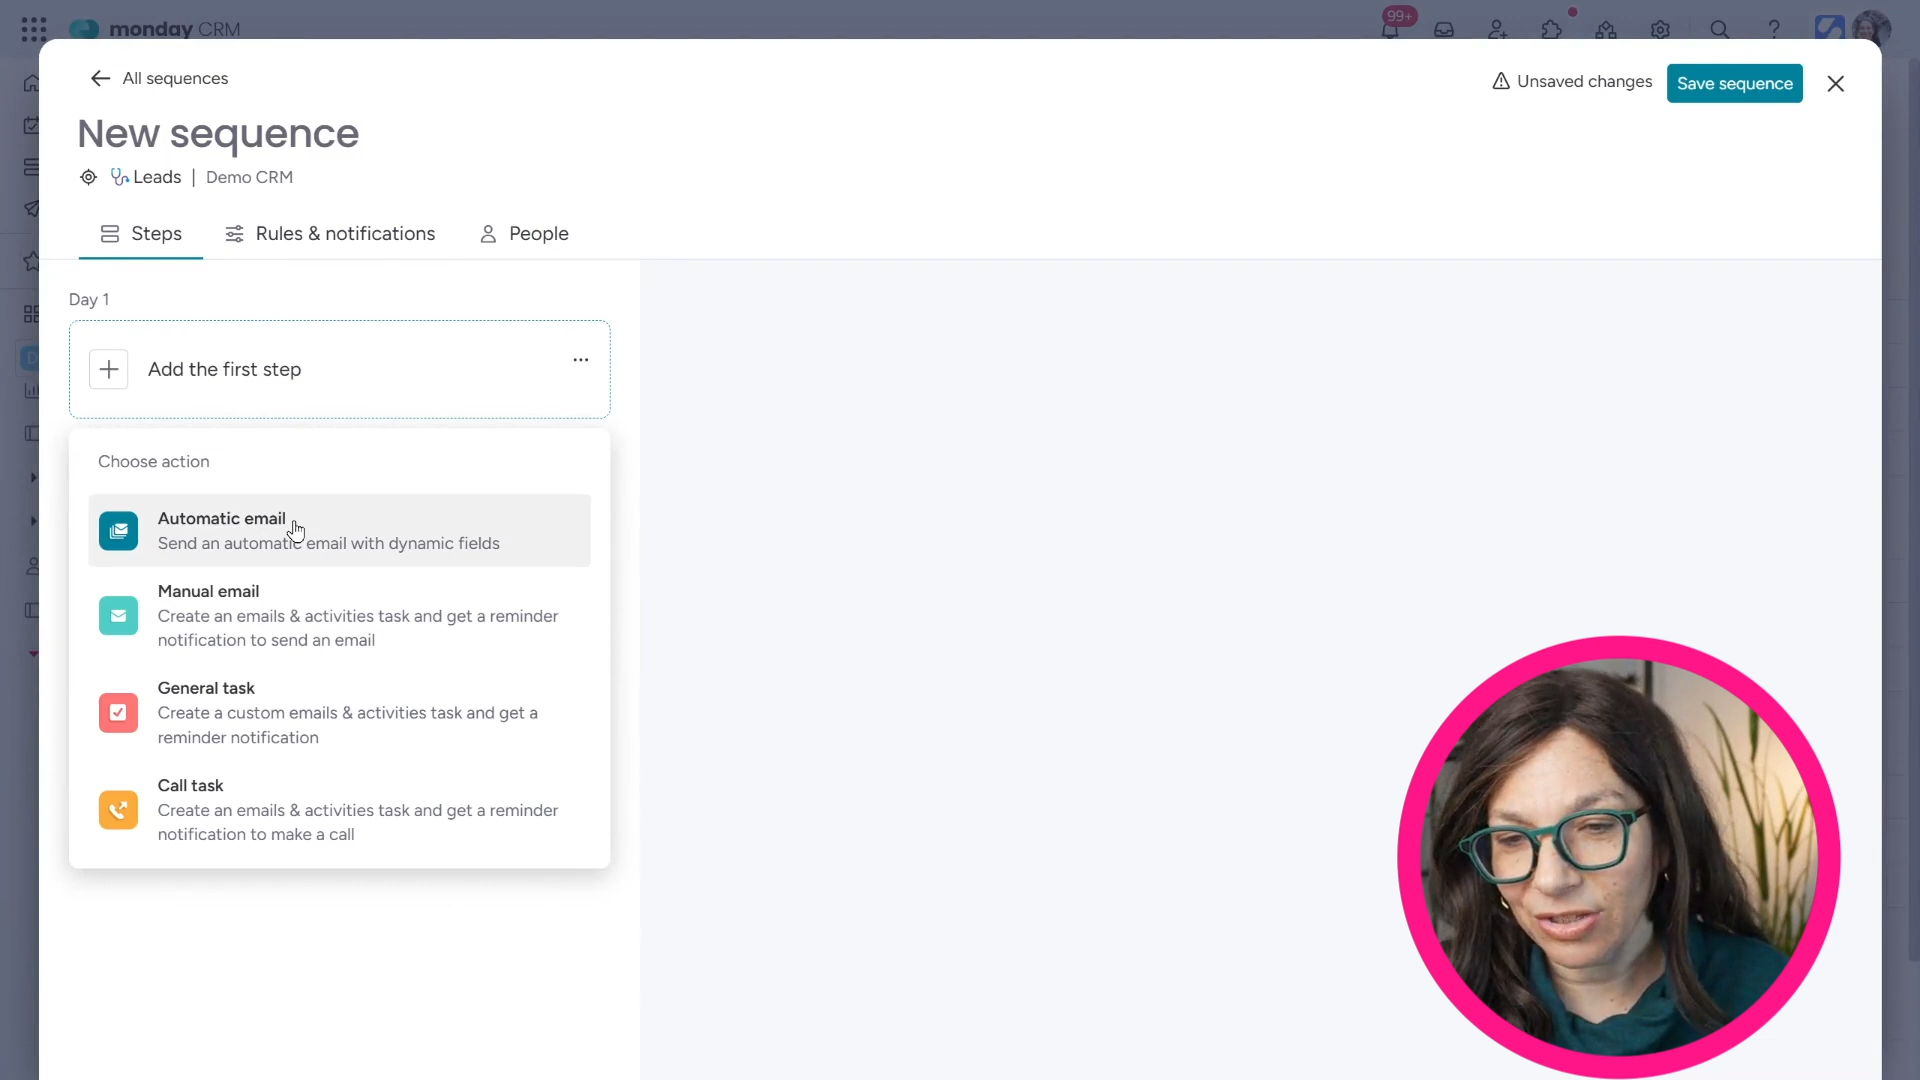 monday CRM
99+
All sequences
Unsaved changes
Save sequence
New sequence
Leads | Demo CRM
Steps
Rules & notifications
People
Day 1
Add the first step
Choose action
Automatic email
Send an automatic email with dynamic fields
Manual email
Create an emails & activities task and get a reminder
notification to send an email
General task
Create a custom emails & activities task and get a
reminder notification
Call task
Create an emails & activities task and get a reminder
notification to make a call